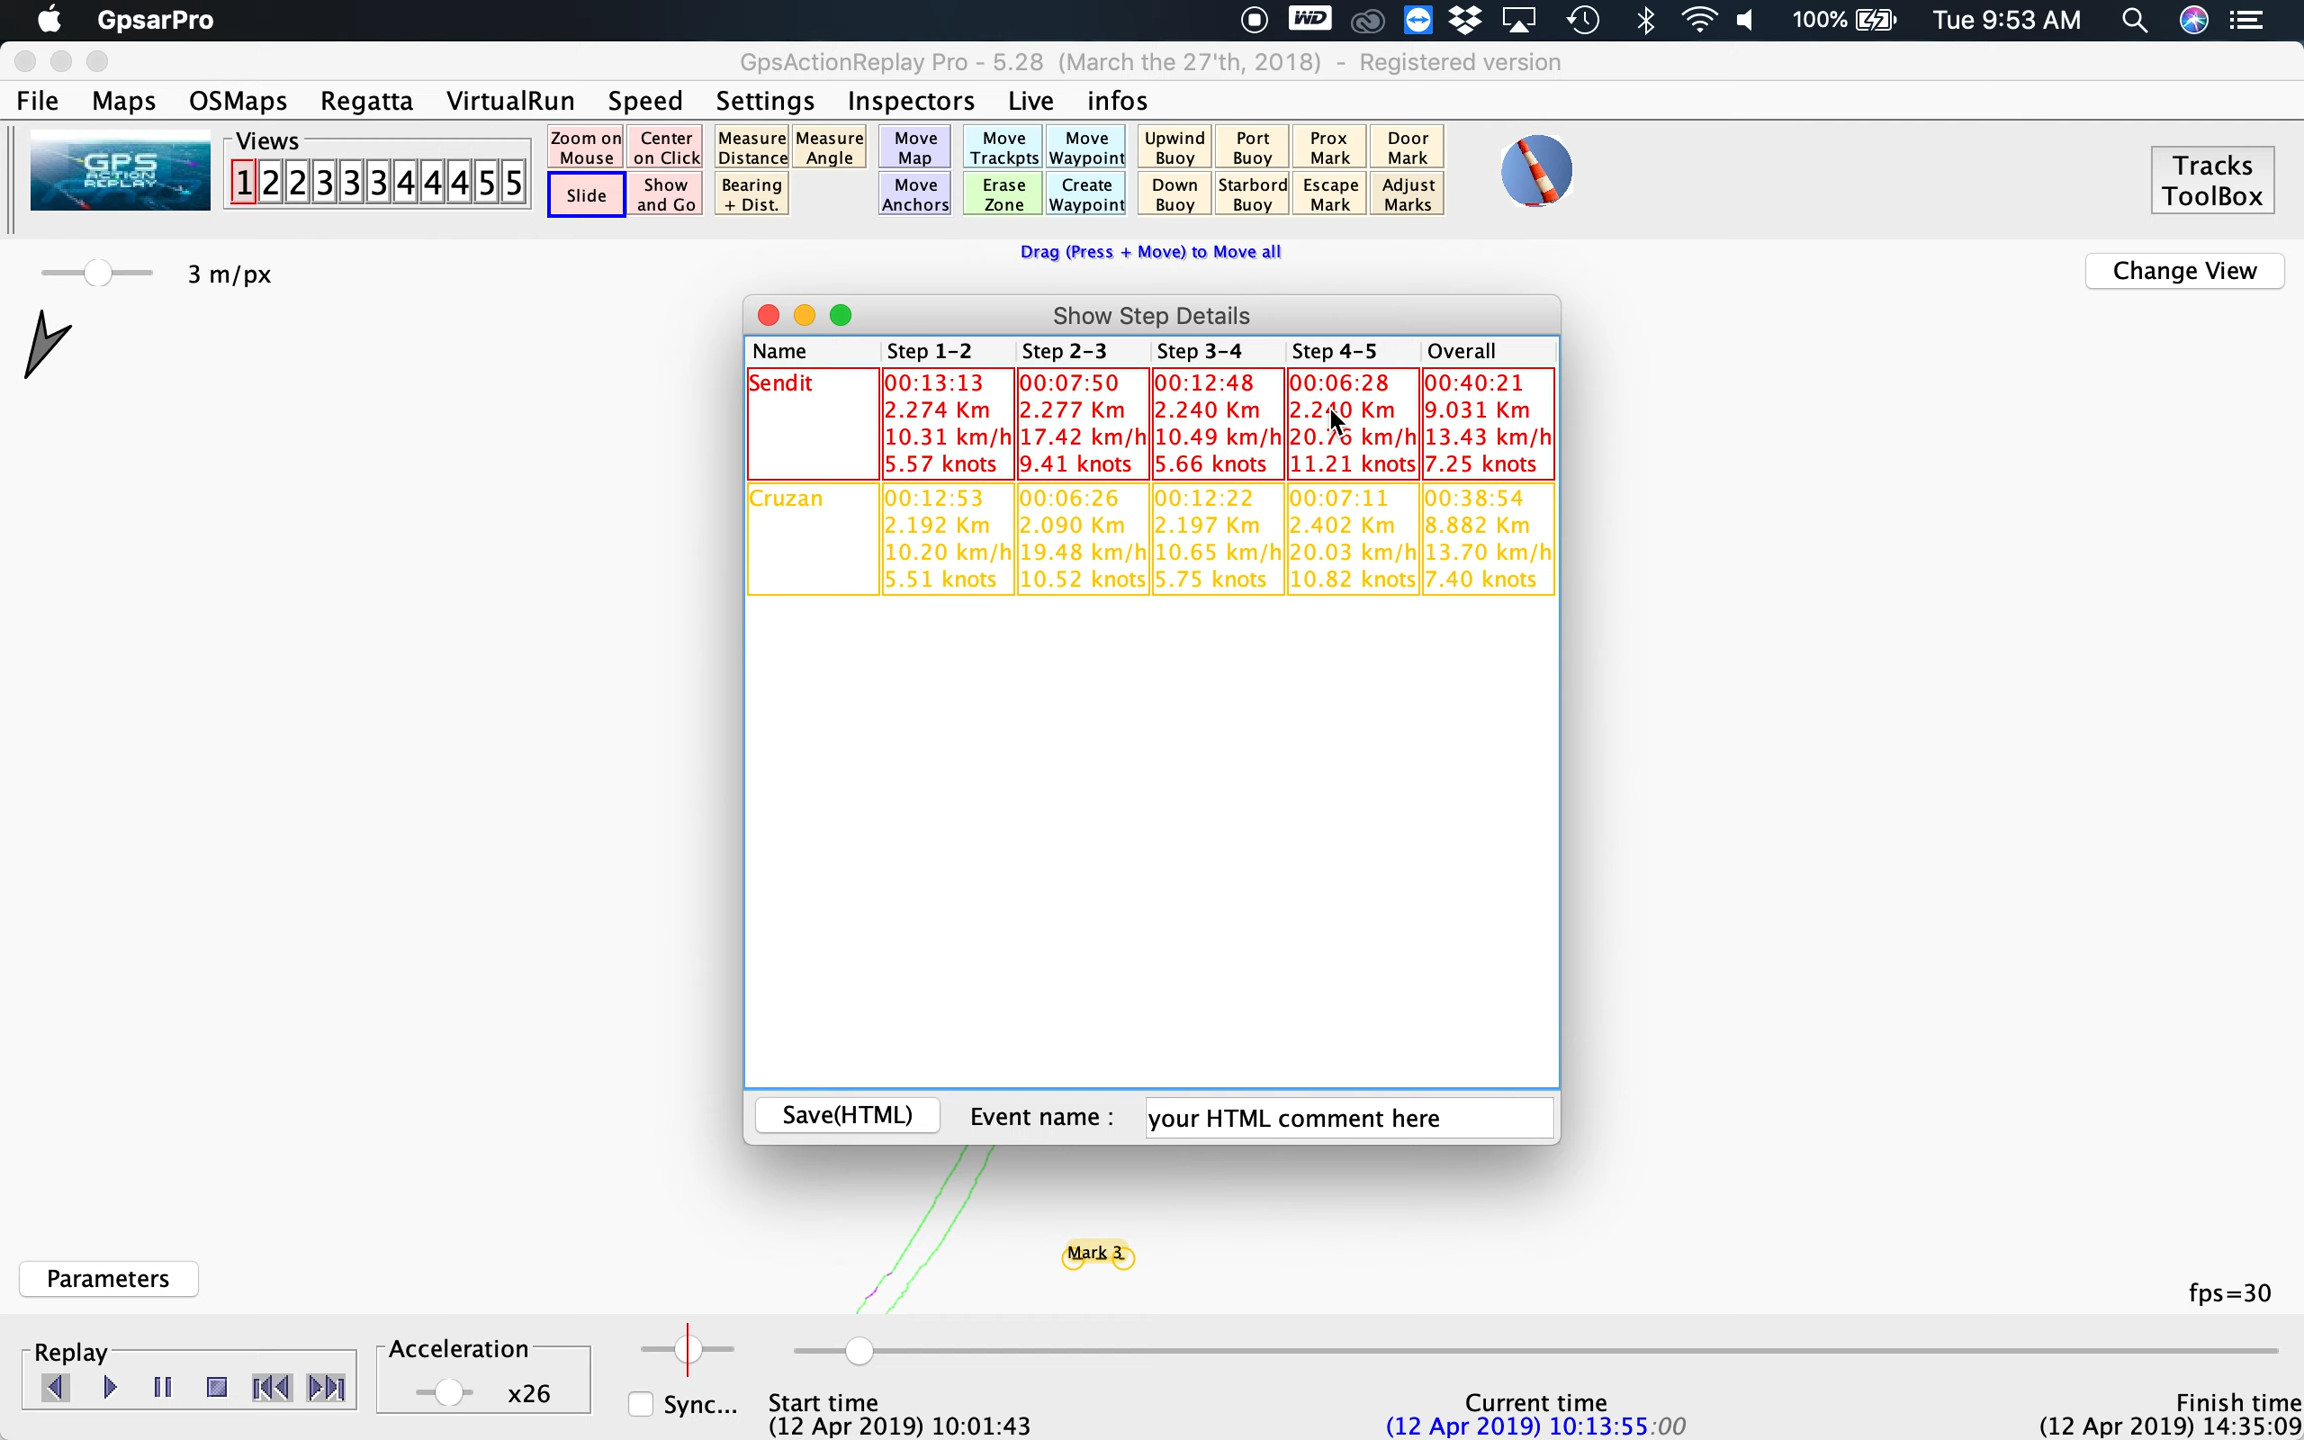 GpsarPro
WD
100%
Tue 9:53 AM
GpsActionReplay Pro - 5.28 (March the 27'th, 2018) - Registered version
File Maps OSMaps Regatta VirtualRun Speed Settings Inspectors Live infos
GPS
ACTION
REPLAY
Views
1 2 2 3 3 3 4 4 4 5 5
Zoom on Mouse
Center on Click
Measure Distance
Measure Angle
Move Map
Move Trackpts
Move Waypoint
Upwind Buoy
Port Buoy
Prox Mark
Door Mark
Slide
Show and Go
Bearing + Dist.
Move Anchors
Erase Zone
Create Waypoint
Down Buoy
Starbord Buoy
Escape Mark
Adjust Marks
Tracks
ToolBox
Drag (Press + Move) to Move all
3 m/px
Change View
Show Step Details
Name Step 1-2 Step 2-3 Step 3-4 Step 4-5 Overall
Sendit 00:13:13 00:07:50 00:12:48 00:06:28 00:40:21
2.274 Km 2.277 Km 2.240 Km 2.240 Km 9.031 Km
10.31 km/h 17.42 km/h 10.49 km/h 20.76 km/h 13.43 km/h
5.57 knots 9.41 knots 5.66 knots 11.21 knots 7.25 knots
Cruzan 00:12:53 00:06:26 00:12:22 00:07:11 00:38:54
2.192 Km 2.090 Km 2.197 Km 2.402 Km 8.882 Km
10.20 km/h 19.48 km/h 10.65 km/h 20.03 km/h 13.70 km/h
5.51 knots 10.52 knots 5.75 knots 10.82 knots 7.40 knots
Save(HTML) Event name : your HTML comment here
Mark 3
Parameters
fps=30
Replay
Acceleration
x26
Sync...
Start time
(12 Apr 2019) 10:01:43
Current time
(12 Apr 2019) 10:13:55:00
Finish time
(12 Apr 2019) 14:35:09